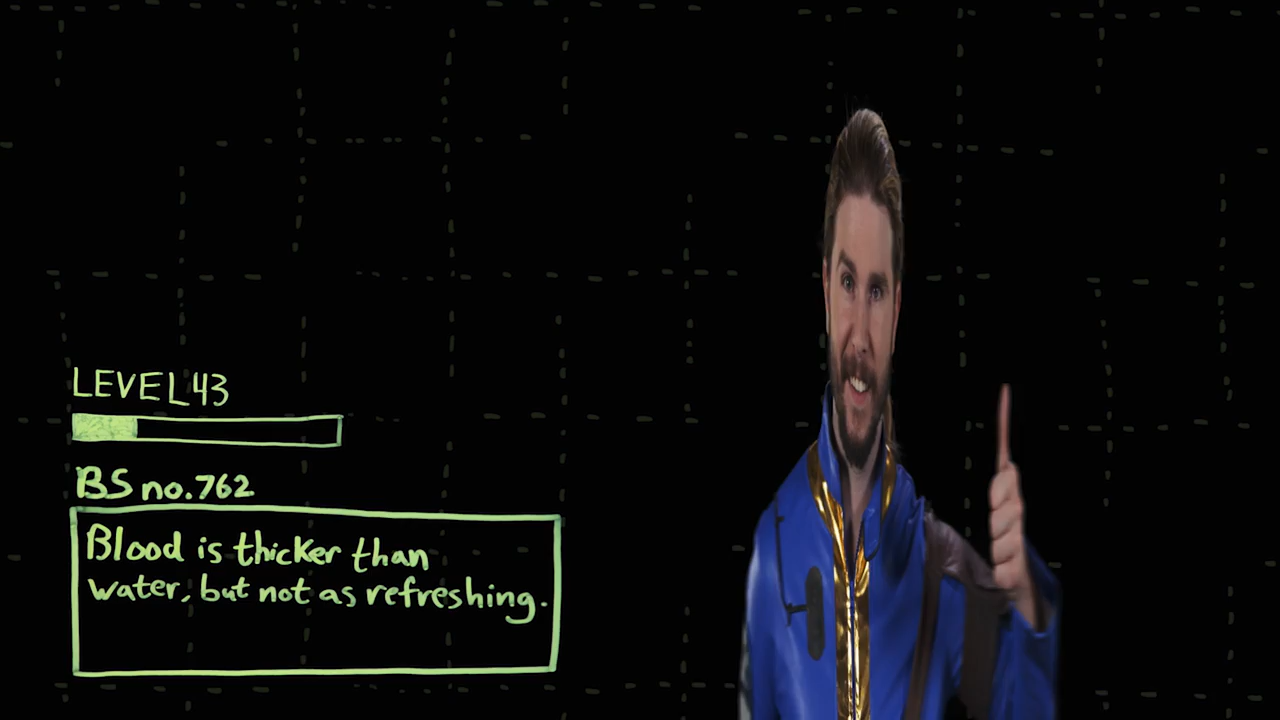 LEVEL 43
BS no.762
Blood is thicker than
water, but not as refreshing.